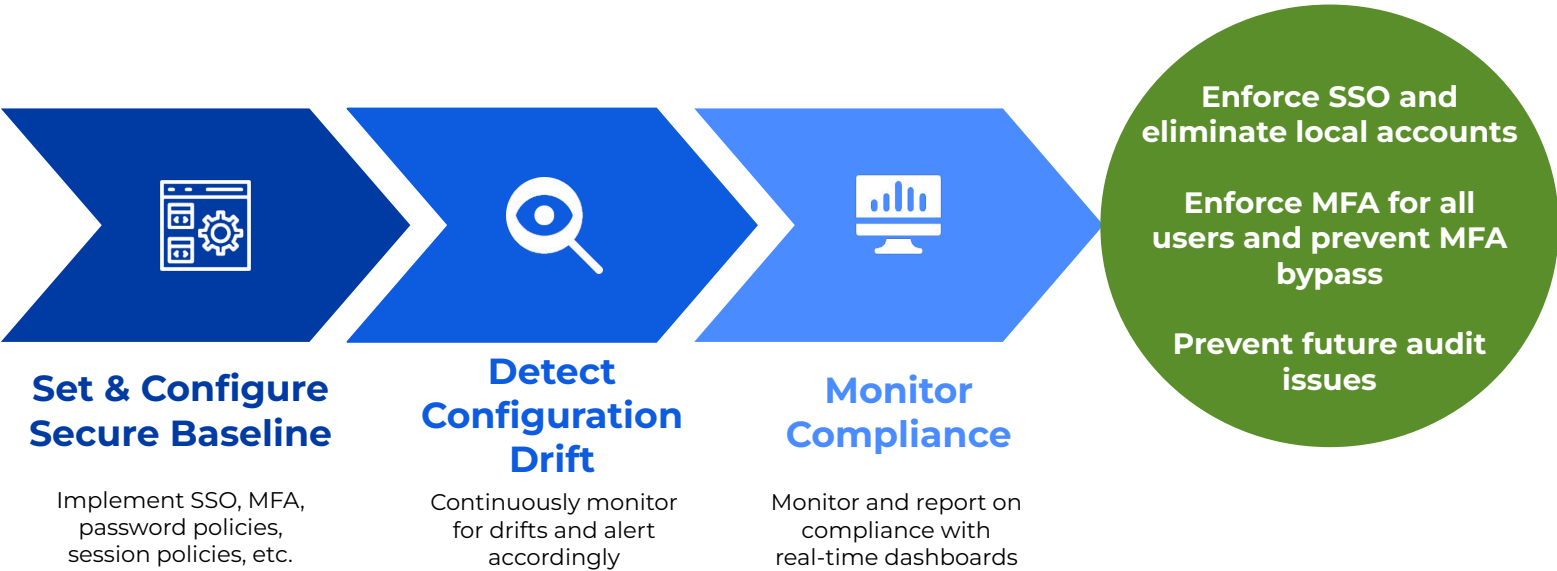 Set & Configure
Secure Baseline
Implement SSO, MFA,
password policies,
session policies, etc.
Detect
Configuration
Drift
Continuously monitor
for drifts and alert
accordingly
Monitor
Compliance
Monitor and report on
compliance with
real-time dashboards
Enforce SSO and
eliminate local accounts
Enforce MFA for all
users and prevent MFA
bypass
Prevent future audit
issues